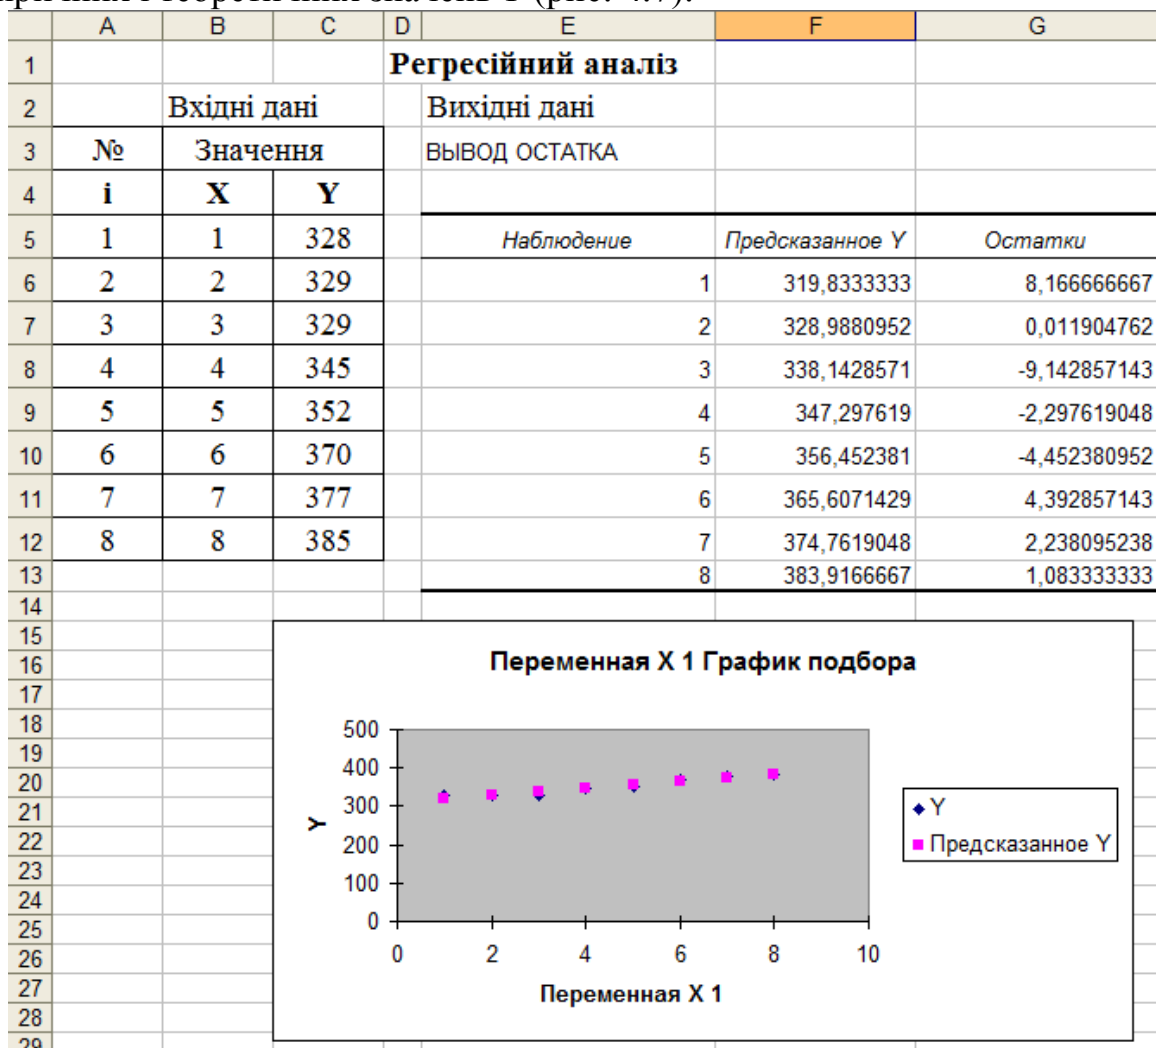 (рис. 4.7).
A B C D E F G
1 Регресійний аналіз
2 Вхідні дані Вихідні дані
3 № Значення ВЫВОД ОСТАТКА
4 i X Y
5 1 1 328 Наблюдение Предсказанное Y Остатки
6 2 2 329 1 319,8333333 8,166666667
7 3 3 329 2 328,9880952 0,011904762
8 4 4 345 3 338,1428571 -9,142857143
9 5 5 352 4 347,297619 -2,297619048
10 6 6 370 5 356,452381 -4,452380952
11 7 7 377 6 365,6071429 4,392857143
12 8 8 385 7 374,7619048 2,238095238
13 8 383,9166667 1,083333333
14
15
16 Переменная X 1 График подбора
17
18 500
19
20 400
21 300 Y
22 Y 200 Предсказанное Y
23
24 100
25 0
26 0 2 4 6 8 10
27 Переменная X 1
28
29